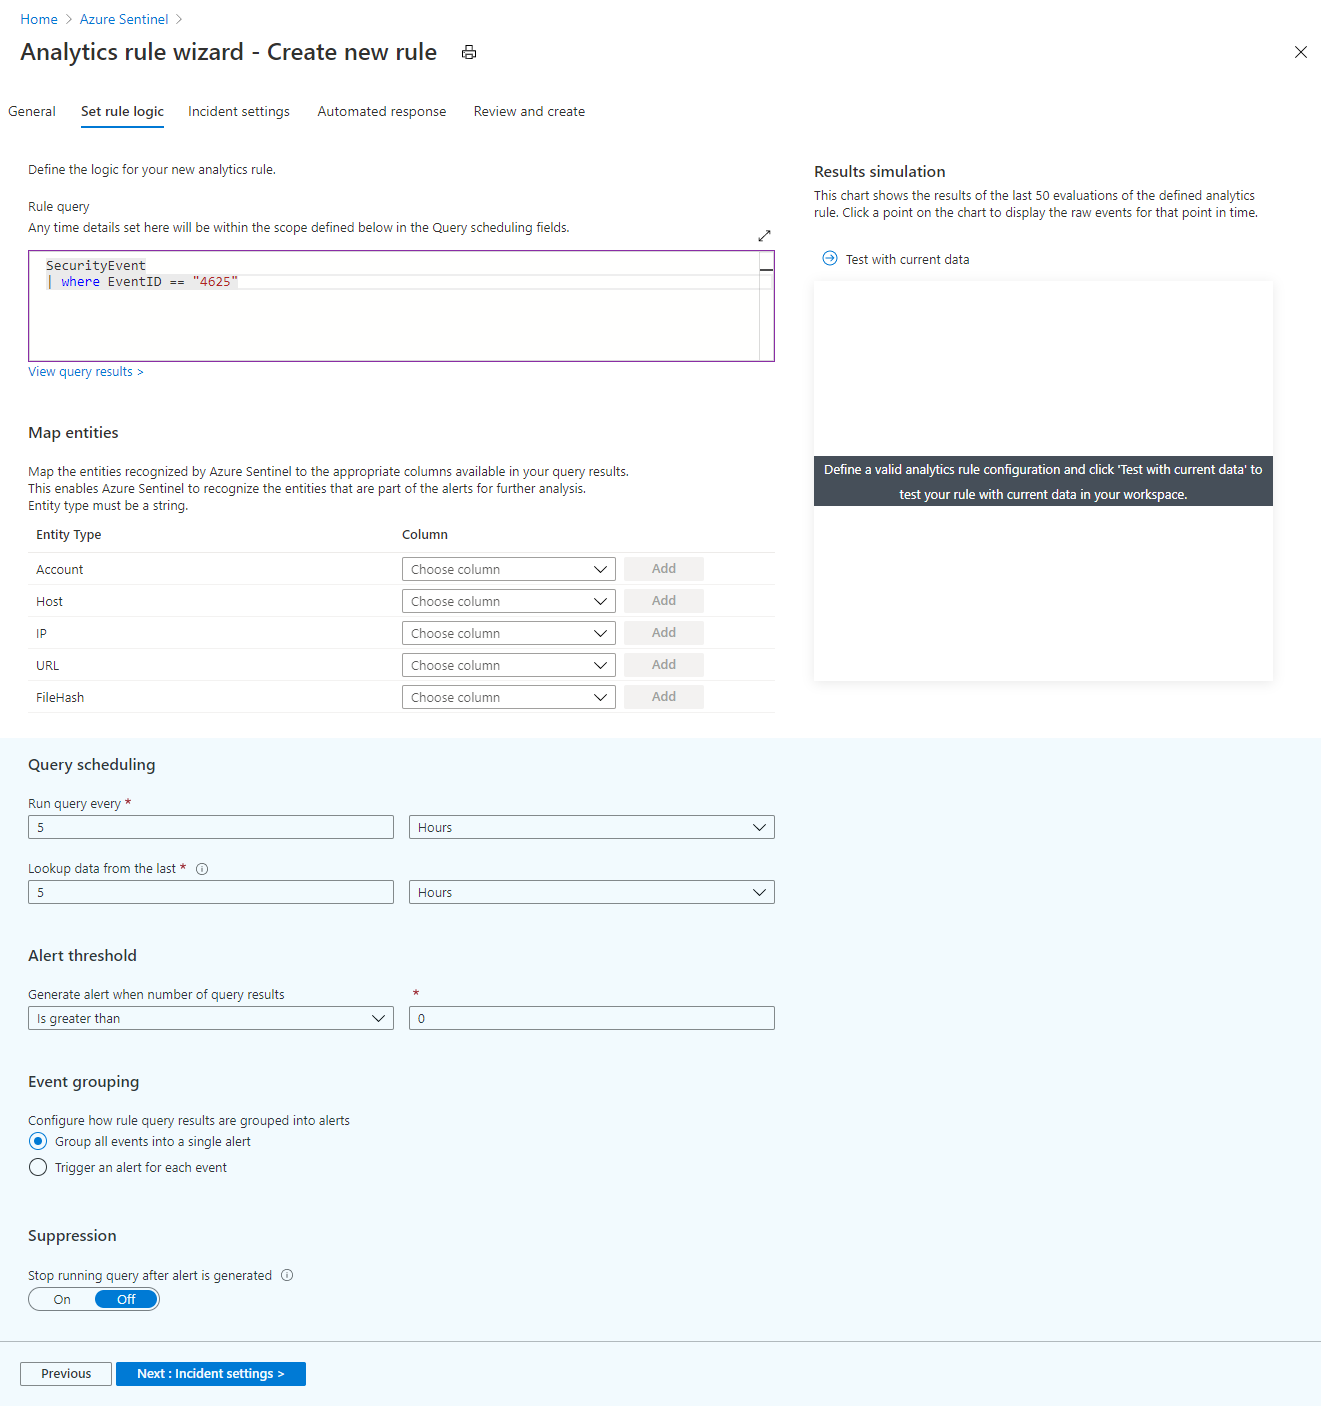 Home > Azure Sentinel >
Analytics rule wizard - Create new rule
General Set rule logic Incident settings Automated response Review and create
Define the logic for your new analytics rule.
Rule query
Any time details set here will be within the scope defined below in the Query scheduling fields.
SecurityEvent
| where EventID == "4625"
View query results >
Map entities
Map the entities recognized by Azure Sentinel to the appropriate columns available in your query results.
This enables Azure Sentinel to recognize the entities that are part of the alerts for further analysis.
Entity type must be a string.
Entity Type Column
Account Choose column Add
Host Choose column Add
IP Choose column Add
URL Choose column Add
FileHash Choose column Add
Results simulation
This chart shows the results of the last 50 evaluations of the defined analytics
rule. Click a point on the chart to display the raw events for that point in time.
Test with current data
Define a valid analytics rule configuration and click 'Test with current data' to
test your rule with current data in your workspace.
Query scheduling
Run query every *
5 Hours
Lookup data from the last *
5 Hours
Alert threshold
Generate alert when number of query results *
Is greater than 0
Event grouping
Configure how rule query results are grouped into alerts
Group all events into a single alert
Trigger an alert for each event
Suppression
Stop running query after alert is generated
On Off
Previous Next : Incident settings >